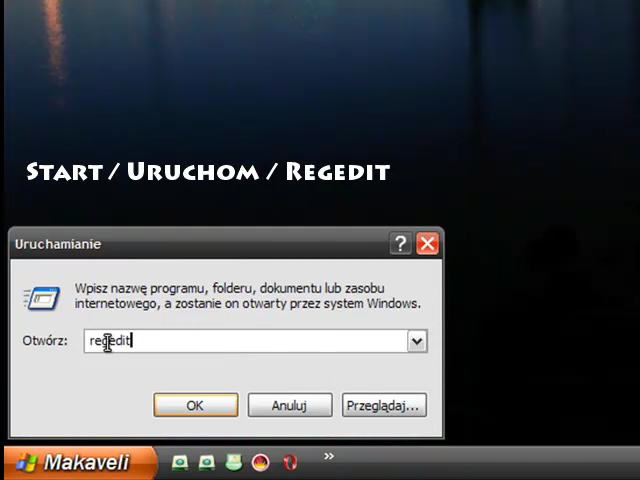 Start / Uruchom / Regedit
Uruchamianie
?
Wpisz nazwę programu, folderu, dokumentu lub zasobu
internetowego, a zostanie on otwarty przez system Windows.
Otwórz: regedit
OK Anuluj Przeglądaj...
Makaveli »